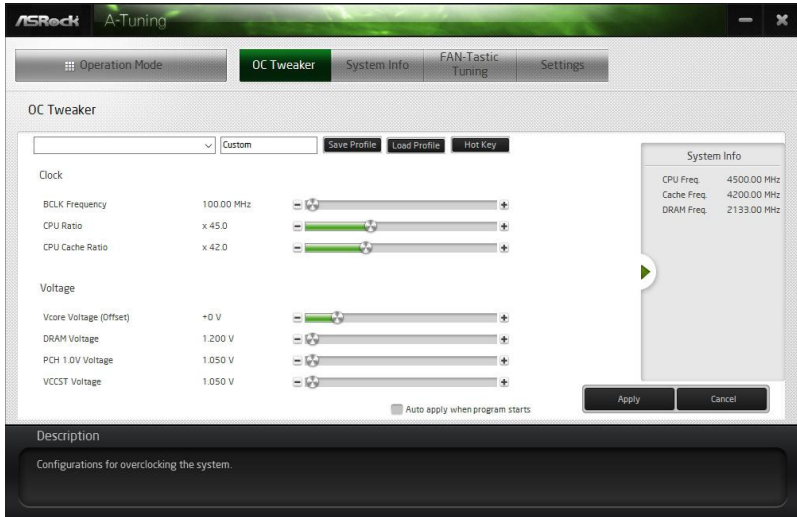 ASRock A-Tuning
Operation Mode
OC Tweaker
System Info
FAN-Tastic
Tuning
Settings
OC Tweaker
Custom
Save Profile
Load Profile
Hot Key
Clock
BCLK Frequency 100.00 MHz
CPU Ratio x 45.0
CPU Cache Ratio x 42.0
Voltage
Vcore Voltage (Offset) +0 V
DRAM Voltage 1.200 V
PCH 1.0V Voltage 1.050 V
VCCST Voltage 1.050 V
Auto apply when program starts
System Info
CPU Freq. 4500.00 MHz
Cache Freq. 4200.00 MHz
DRAM Freq. 2133.00 MHz
Apply
Cancel
Description
Configurations for overclocking the system.